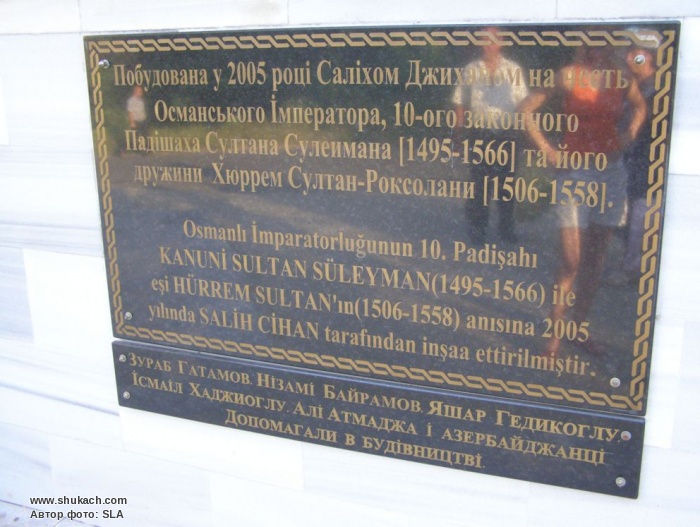 Побудована у 2005 році Саліхом Джиханом на честь
Османського Імператора, 10-ого законного
Падішаха Султана Сулеимана [1495-1566] та його
дружини Хюррем Султан-Роксолани [1506-1558].
Osmanlı İmparatorluğunun 10. Padişahı
KANUNİ SULTAN SÜLEYMAN(1495-1566) ile
eşi HÜRREM SULTAN'ın(1506-1558) anısına 2005
yılında SALİH CİHAN tarafından inşaa ettirilmiştir.
Зураб Гатамов, Нізамі Байрамов, Яшар Гедикоглу,
Ісмаіл Хаджиоглу, Алі Атмаджа і азербайджанці
Допомагали в будівництві.
www.shukach.com
Автор фото: SLA